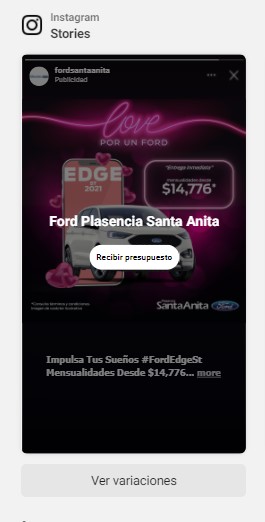 Instagram
Stories
fordsantaanita
Publicidad
love
POR UN FORD
EDGE
ST
2021
*Entrega inmediata*
mensualidades desde
$14,776*
Ford Plasencia Santa Anita
Recibir presupuesto
*Consulta términos y condiciones.
Imagen de carácter ilustrativo
SantaAnita Ford
Impulsa Tus Sueños #FordEdgeSt
Mensualidades Desde $14,776... more
Ver variaciones